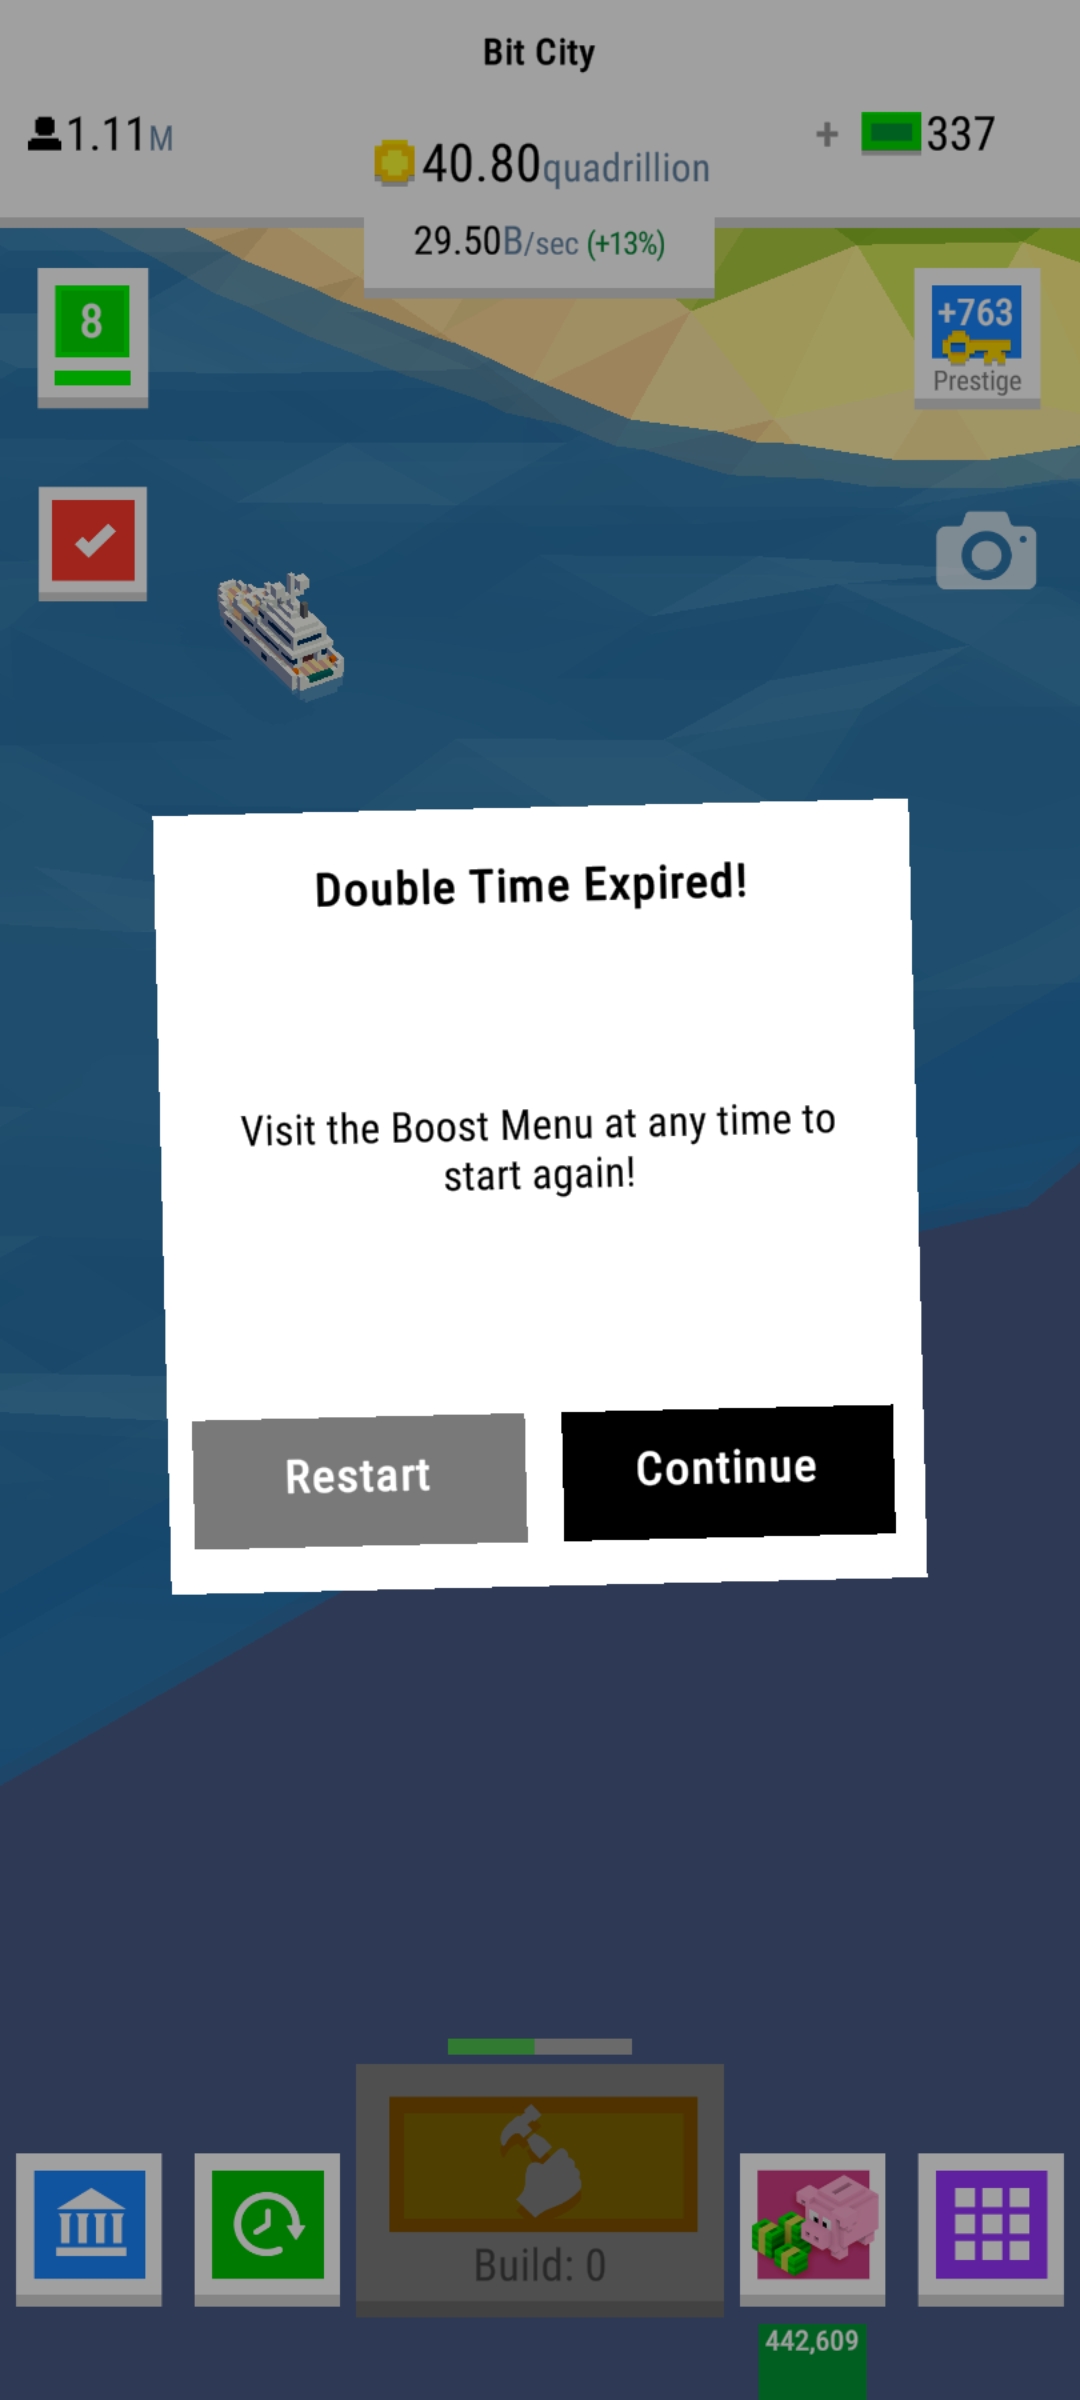 Bit City
1.11M
40.80quadrillion
+ 337
29.50B/sec (+13%)
8
+763
Prestige
Double Time Expired!
Visit the Boost Menu at any time to
start again!
Restart
Continue
Build: 0
442,609